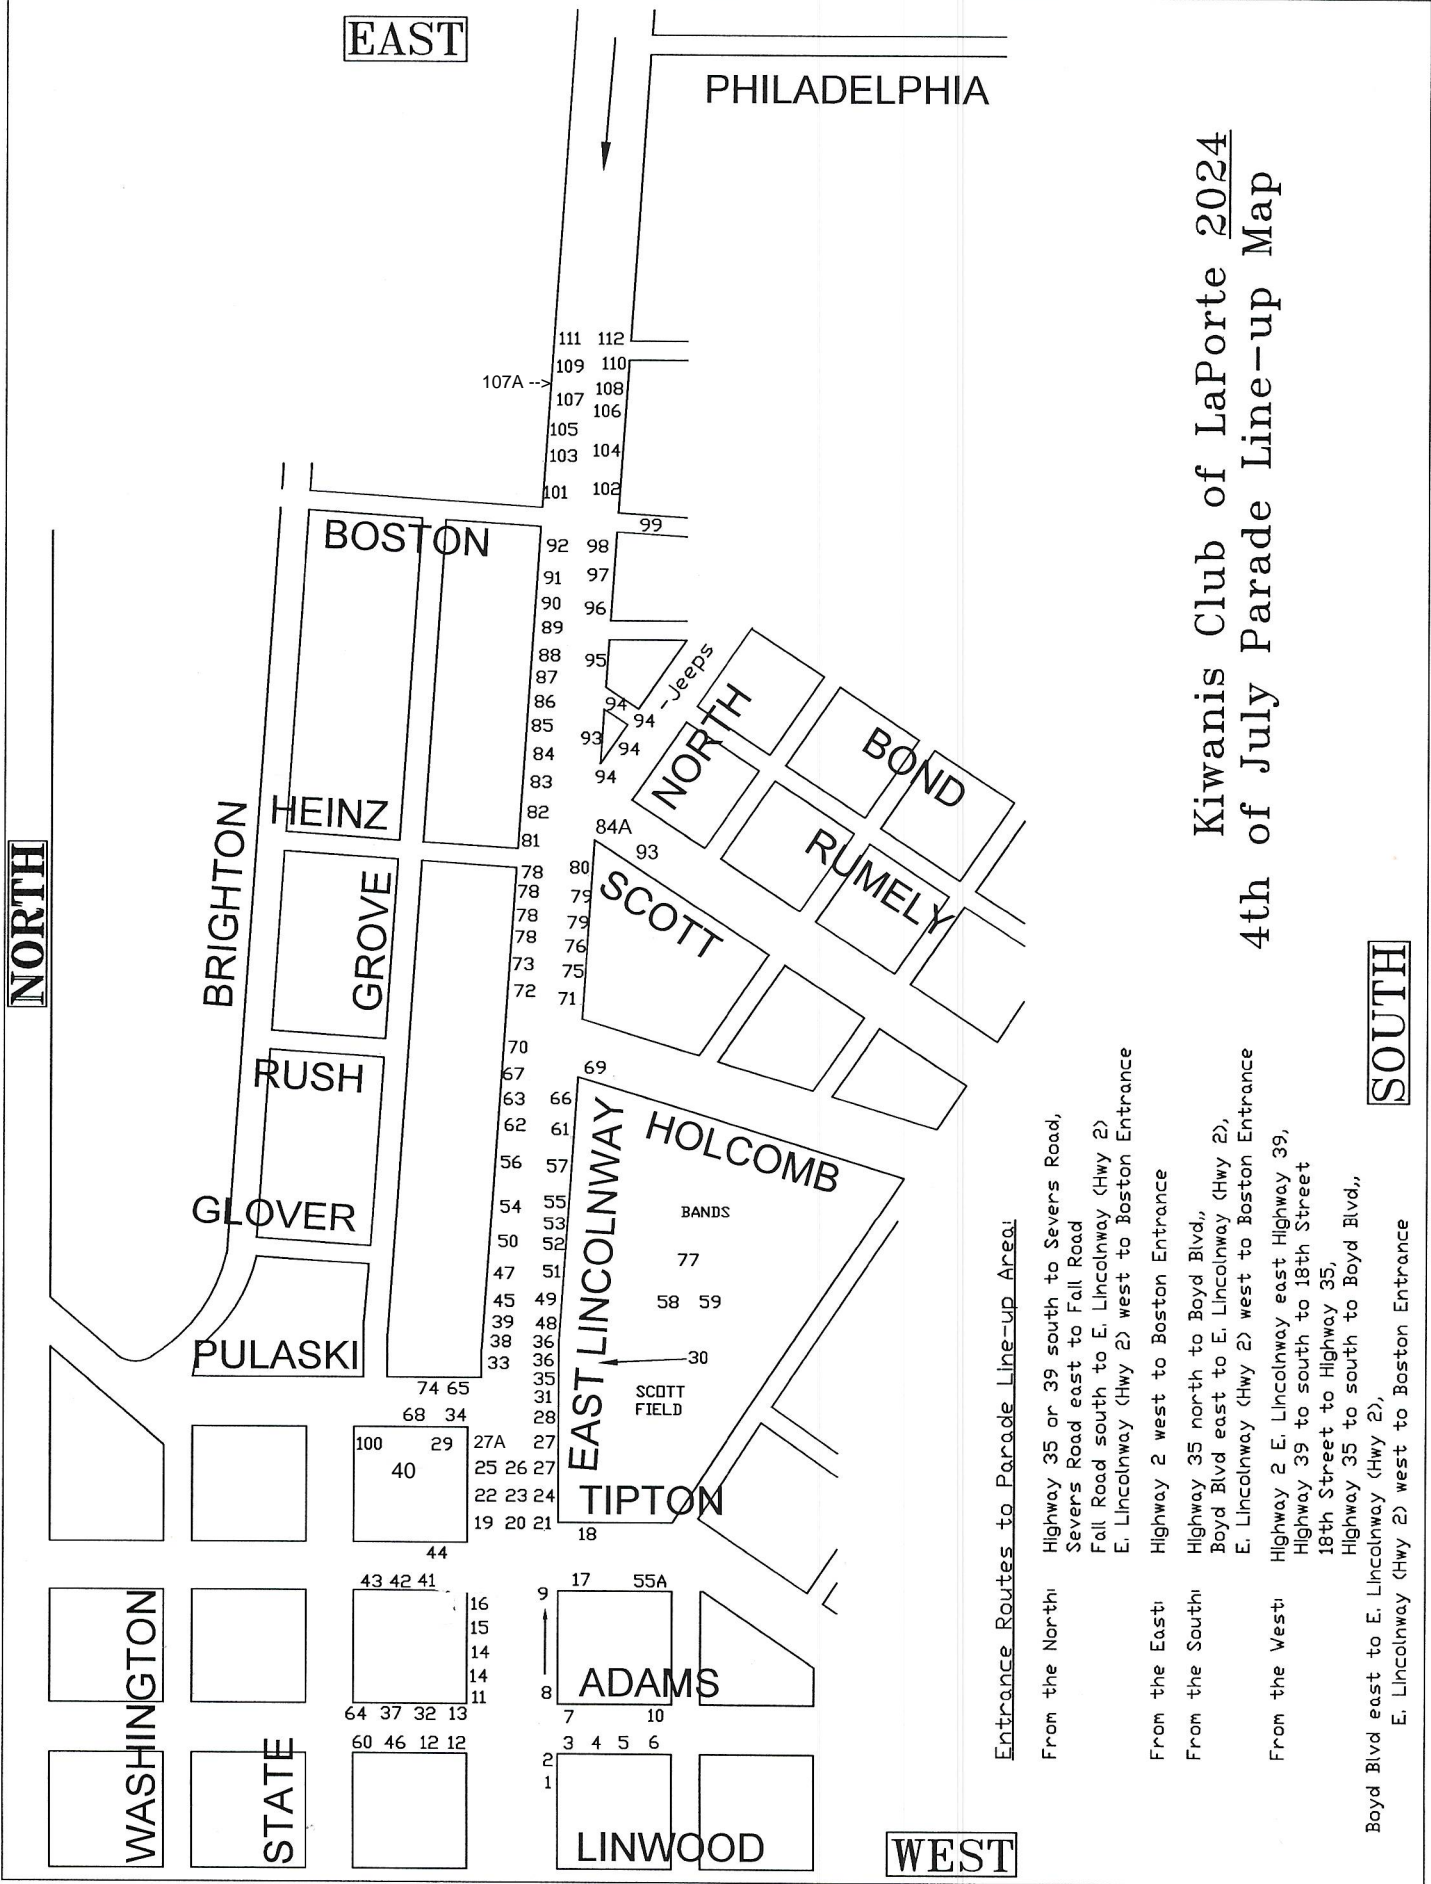 EAST
PHILADELPHIA
111 112
109 110
107A -->
108
107
106
105
103 104
101 102
99
BOSTON
92 98
91 97
90 96
89
88 95
87
86 94
-Jeeps
85 94
93 94
84
83 94
82
84A
81
93
NORTH
BOND
HEINZ
BRIGHTON
RUMELY
NORTH
78 80
78 79
78 79
78 76
73 75
72 71
GROVE
SCOTT
70
69
67
63 66
62 61
56 57
RUSH
HOLCOMB
54 55
53
50 52
47 51
45 49
39 48
38 36
33 36
35
31
28
GLOVER
EAST LINCOLNWAY
BANDS
77
58 59
30
SCOTT
FIELD
PULASKI
74 65
68 34
100 29
40
27A 27
25 26 27
22 23 24
19 20 21
TIPTON
18
44
43 42 41
9 17 55A
16
15
14
14
11
8
ADAMS
64 37 32 13
7 10
60 46 12 12
3 4 5 6
2
1
WASHINGTON
STATE
LINWOOD
WEST
SOUTH
Kiwanis Club of LaPorte 2024
4th of July Parade Line-up Map
Entrance Routes to Parade Line-up Area:
From the North: Highway 35 or 39 south to Severs Road,
Severs Road east to Fail Road
Fail Road south to E. Lincolnway (Hwy 2)
E. Lincolnway (Hwy 2) west to Boston Entrance
From the East: Highway 2 west to Boston Entrance
From the South: Highway 35 north to Boyd Blvd.,
Boyd Blvd east to E. Lincolnway (Hwy 2),
E. Lincolnway (Hwy 2) west to Boston Entrance
From the West: Highway 2 E. Lincolnway east Highway 39,
Highway 39 to south to 18th Street
18th Street to Highway 35,
Highway 35 to south to Boyd Blvd.,
Boyd Blvd east to E. Lincolnway (Hwy 2),
E. Lincolnway (Hwy 2) west to Boston Entrance